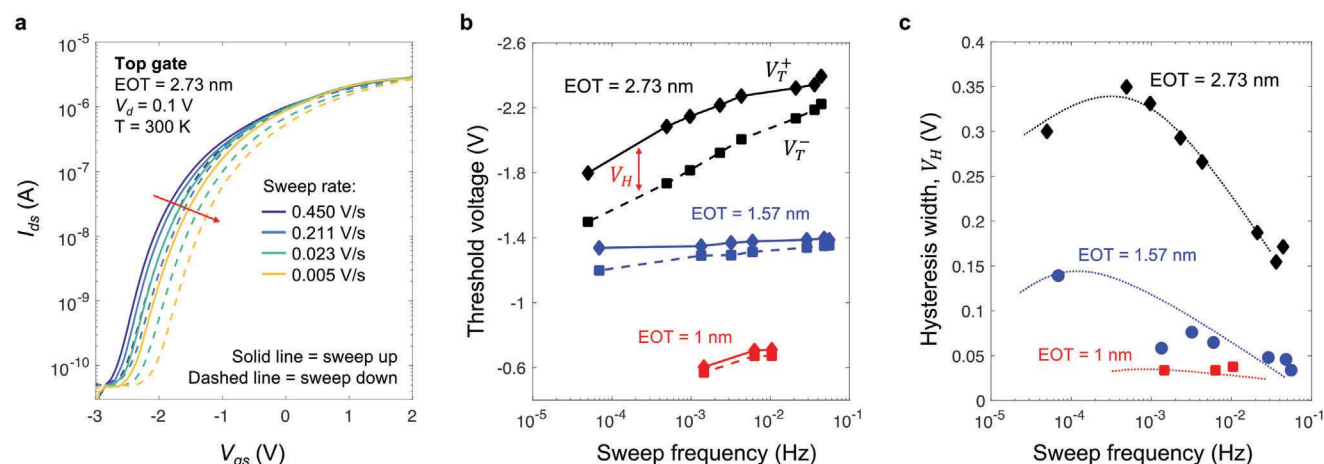 a
10⁻⁵
10⁻⁶
10⁻⁷
10⁻⁸
10⁻⁹
10⁻¹⁰
I_ds (A)
Top gate
EOT = 2.73 nm
V_d = 0.1 V
T = 300 K
Sweep rate:
0.450 V/s
0.211 V/s
0.023 V/s
0.005 V/s
Solid line = sweep up
Dashed line = sweep down
-3 -2 -1 0 1 2
V_gs (V)
b
-2.6
-2.2
-1.8
-1.4
-1
-0.6
Threshold voltage (V)
EOT = 2.73 nm
V_T⁺
V_T⁻
V_H
EOT = 1.57 nm
EOT = 1 nm
10⁻⁵ 10⁻⁴ 10⁻³ 10⁻² 10⁻¹
Sweep frequency (Hz)
c
0.4
0.35
0.3
0.25
0.2
0.15
0.1
0.05
0
Hysteresis width, V_H (V)
EOT = 2.73 nm
EOT = 1.57 nm
EOT = 1 nm
10⁻⁵ 10⁻⁴ 10⁻³ 10⁻² 10⁻¹
Sweep frequency (Hz)